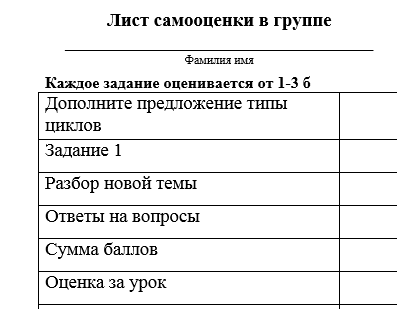 Лист самооценки в группе
Фамилия имя
Каждое задание оценивается от 1-3 б
Дополните предложение типы
циклов
Задание 1
Разбор новой темы
Ответы на вопросы
Сумма баллов
Оценка за урок